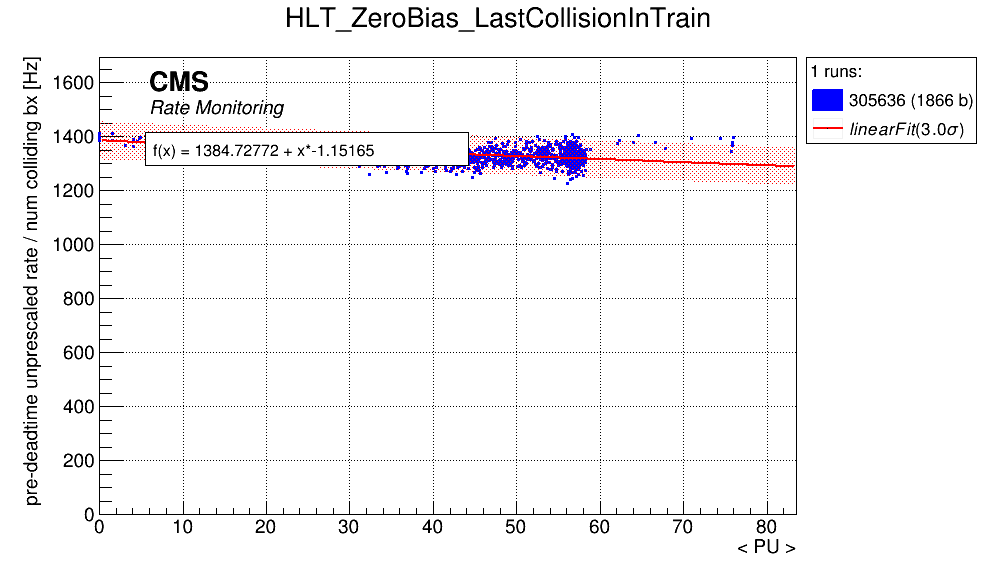 HLT_ZeroBias_LastCollisionInTrain
pre-deadtime unprescaled rate / num colliding bx [Hz]
1600
1400
1200
1000
800
600
400
200
0
CMS
Rate Monitoring
f(x) = 1384.72772 + x*-1.15165
1 runs:
305636 (1866 b)
linearFit(3.0σ)
0 10 20 30 40 50 60 70 80
< PU >